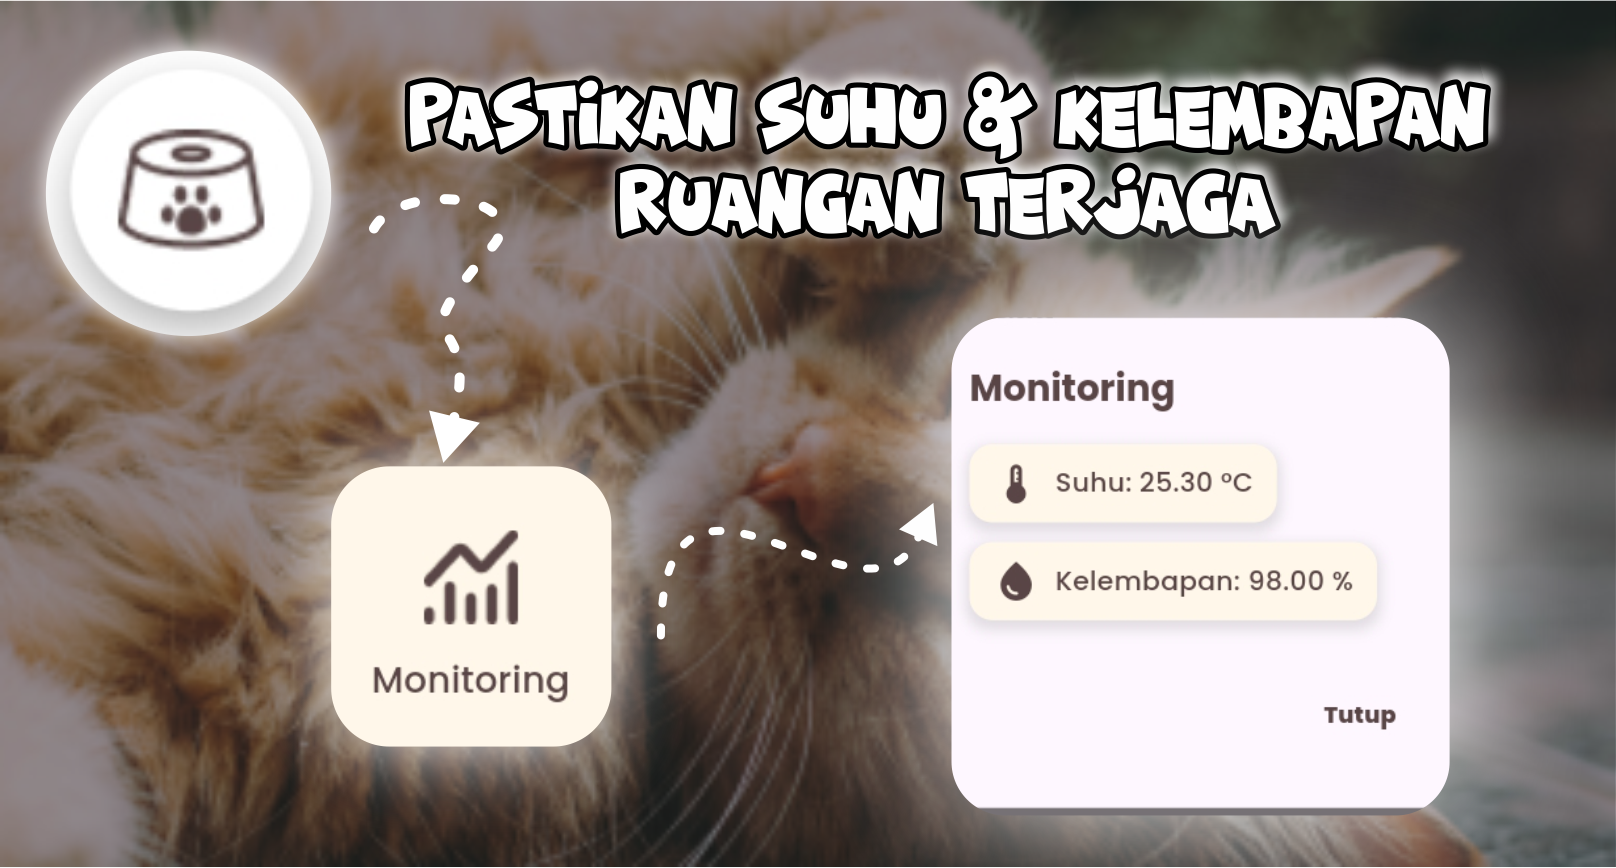 PASTiKAN SUHU & KELEMBAPAN
RUANGAN TERJAGA
Monitoring
Monitoring
Suhu: 25.30 °C
Kelembapan: 98.00 %
Tutup